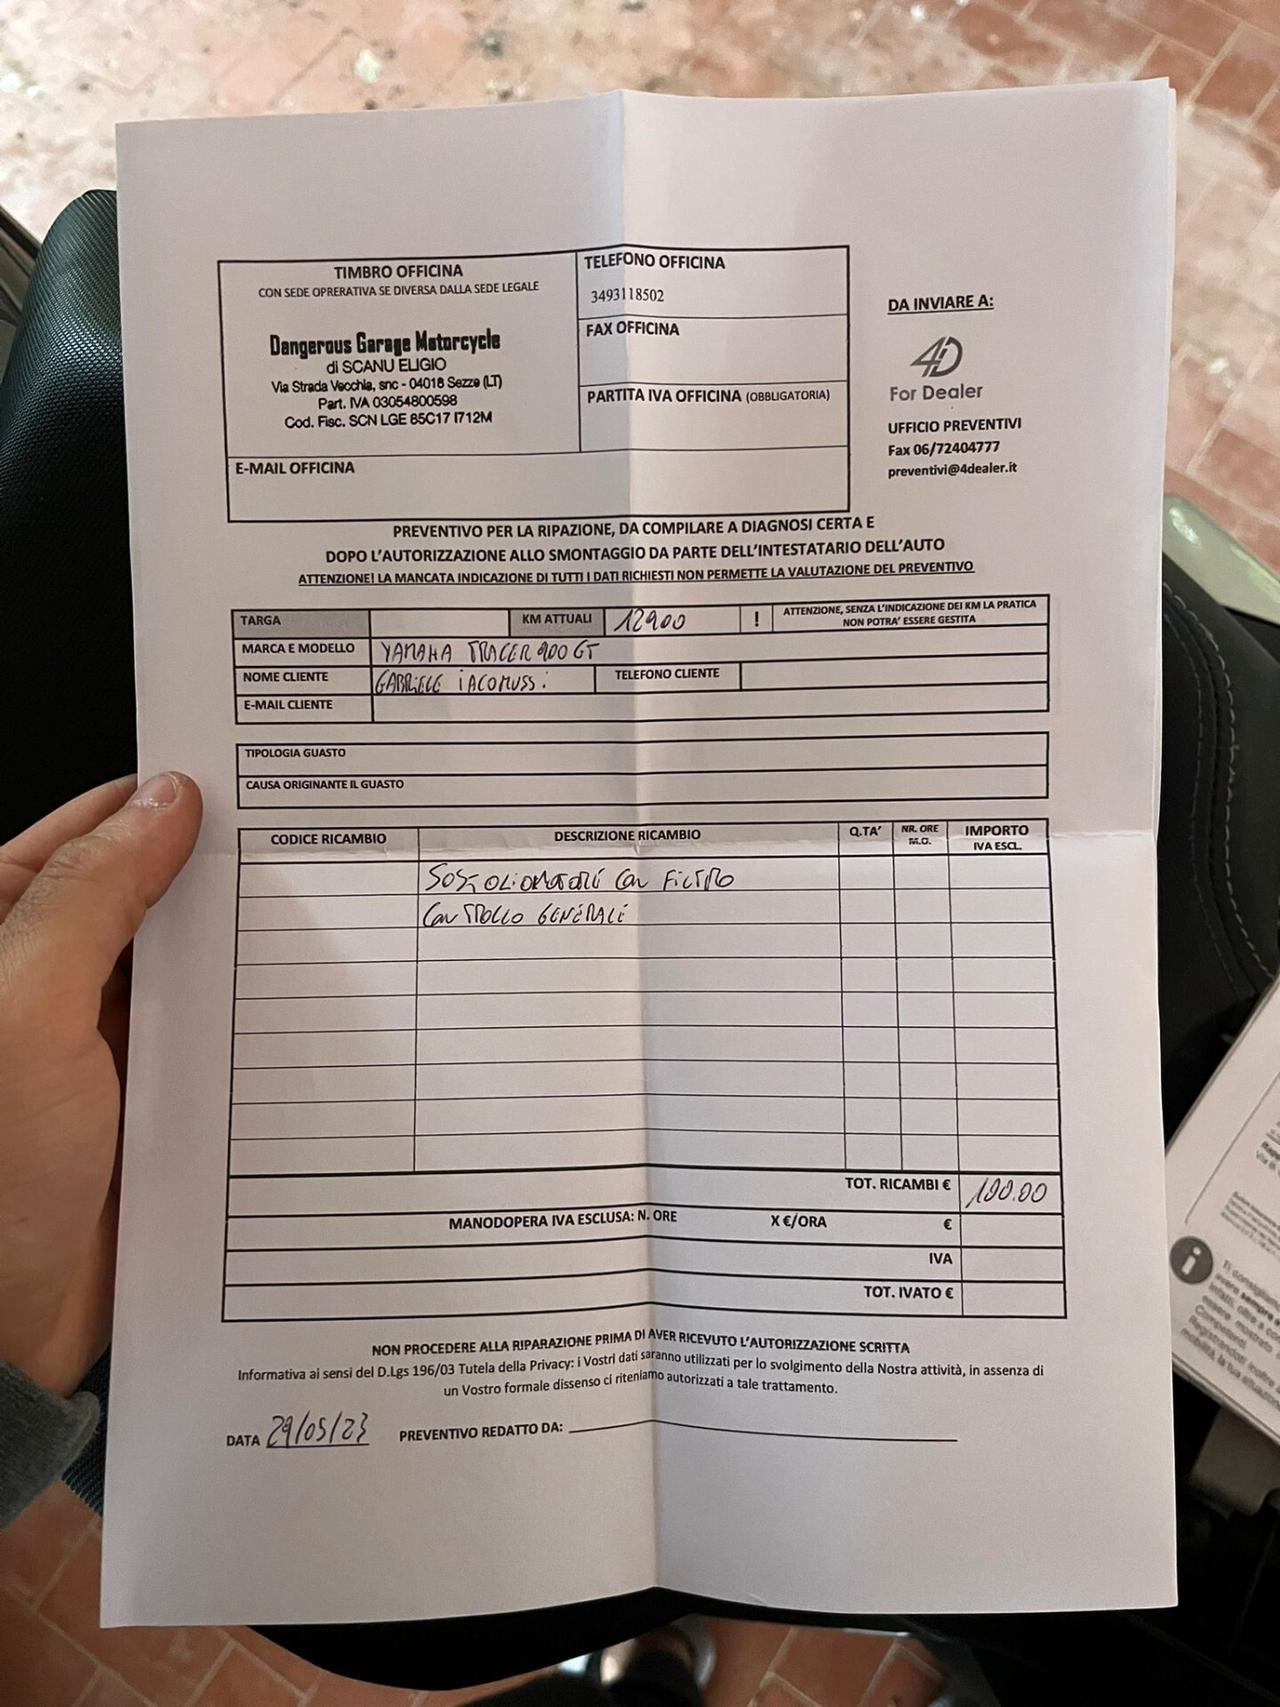 TIMBRO OFFICINA
CON SEDE OPRERATIVA SE DIVERSA DALLA SEDE LEGALE
Dangerous Garage Motorcycle
di SCANU ELIGIO
Via Strada Vecchia, snc - 04018 Sezze (LT)
Part. IVA 03054800598
Cod. Fisc. SCN LGE 85C17 I712M
TELEFONO OFFICINA
3493118502
FAX OFFICINA
PARTITA IVA OFFICINA (OBBLIGATORIA)
E-MAIL OFFICINA
DA INVIARE A:
4D
For Dealer
UFFICIO PREVENTIVI
Fax 06/72404777
preventivi@4dealer.it
PREVENTIVO PER LA RIPAZIONE, DA COMPILARE A DIAGNOSI CERTA E
DOPO L'AUTORIZZAZIONE ALLO SMONTAGGIO DA PARTE DELL'INTESTATARIO DELL'AUTO
ATTENZIONE! LA MANCATA INDICAZIONE DI TUTTI I DATI RICHIESTI NON PERMETTE LA VALUTAZIONE DEL PREVENTIVO
TARGA KM ATTUALI 12900 ! ATTENZIONE, SENZA L'INDICAZIONE DEI KM LA PRATICA
NON POTRA' ESSERE GESTITA
MARCA E MODELLO YAMAHA TRACER 900 GT
NOME CLIENTE GABRIELE IACOMUSSI TELEFONO CLIENTE
E-MAIL CLIENTE
TIPOLOGIA GUASTO
CAUSA ORIGINANTE IL GUASTO
CODICE RICAMBIO DESCRIZIONE RICAMBIO Q.TA' NR. ORE M.O. IMPORTO IVA ESCL.
SOST OLIO MOTORE CON FILTRO
CONTROLLO GENERALE
TOT. RICAMBI € 100.00
MANODOPERA IVA ESCLUSA: N. ORE X €/ORA €
IVA
TOT. IVATO €
NON PROCEDERE ALLA RIPARAZIONE PRIMA DI AVER RICEVUTO L'AUTORIZZAZIONE SCRITTA
Informativa ai sensi del D.Lgs 196/03 Tutela della Privacy: i Vostri dati saranno utilizzati per lo svolgimento della Nostra attività, in assenza di
un Vostro formale dissenso ci riteniamo autorizzati a tale trattamento.
DATA 29/05/23 PREVENTIVO REDATTO DA: